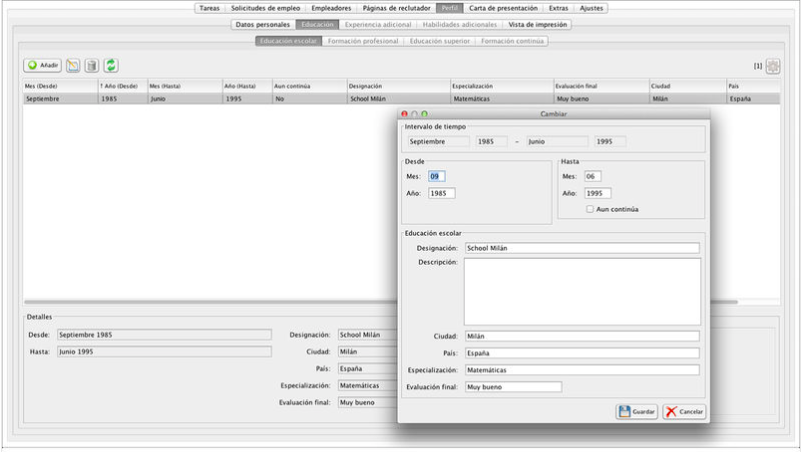 Tareas Solicitudes de empleo Empleadores Páginas de reclutador Perfil Carta de presentación Extras Ajustes
Datos personales Educación Experiencia adicional Habilidades adicionales Vista de impresión
Educación escolar Formación profesional Educación superior Formación continúa
Añadir [1]
Mes (Desde) ↑ Año (Desde) Mes (Hasta) Año (Hasta) Aun continúa Designación Especialización Evaluación final Ciudad País
Septiembre 1985 Junio 1995 No School Milán Matemáticas Muy bueno Milán España
Cambiar
Intervalo de tiempo
Septiembre 1985 – Junio 1995
Desde
Mes: 09
Año: 1985
Hasta
Mes: 06
Año: 1995
Aun continúa
Educación escolar
Designación: School Milán
Descripción:
Ciudad: Milán
País: España
Especialización: Matemáticas
Evaluación final: Muy bueno
Guardar Cancelar
Detalles
Desde: Septiembre 1985
Hasta: Junio 1995
Designación: School Milán
Ciudad: Milán
País: España
Especialización: Matemáticas
Evaluación final: Muy bueno